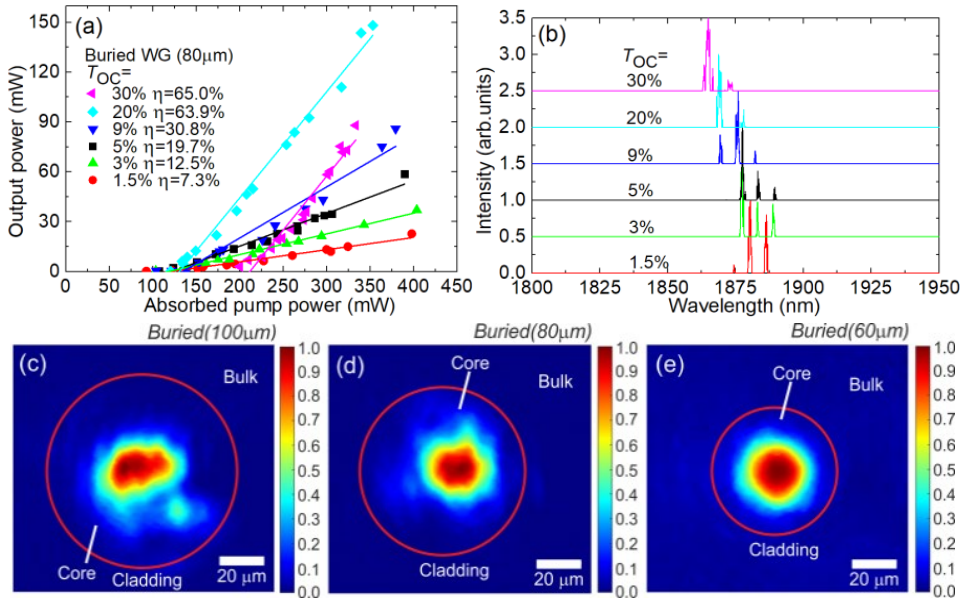 (a)
Buried WG (80μm)
T_OC=
30% η=65.0%
20% η=63.9%
9% η=30.8%
5% η=19.7%
3% η=12.5%
1.5% η=7.3%
Output power (mW)
150
120
90
60
30
0
0 50 100 150 200 250 300 350 400 450
Absorbed pump power (mW)
(b)
T_OC=
30%
20%
9%
5%
3%
1.5%
Intensity (arb.units)
3.5
3.0
2.5
2.0
1.5
1.0
0.5
0.0
1800 1825 1850 1875 1900 1925 1950
Wavelength (nm)
Buried(100μm)
(c)
Bulk
Core
Cladding
20 μm
1.0
0.9
0.8
0.7
0.6
0.5
0.4
0.3
0.2
0.1
0.0
Buried(80μm)
(d)
Core
Bulk
Cladding
20 μm
1.0
0.9
0.8
0.7
0.6
0.5
0.4
0.3
0.2
0.1
0.0
Buried(60μm)
(e)
Core
Bulk
Cladding
20 μm
1.0
0.9
0.8
0.7
0.6
0.5
0.4
0.3
0.2
0.1
0.0